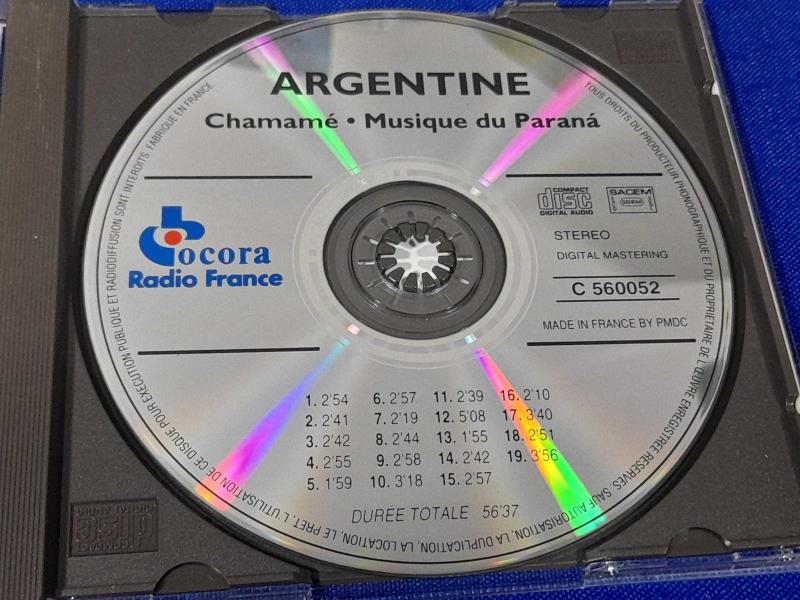 ARGENTINE
Chamamé • Musique du Paraná
ocora
Radio France
COMPACT
disc
DIGITAL AUDIO
SACEM
SDRM
STEREO
DIGITAL MASTERING
C 560052
MADE IN FRANCE BY PMDC
1. 2'54
2. 2'41
3. 2'42
4. 2'55
5. 1'59
6. 2'57
7. 2'19
8. 2'44
9. 2'58
10. 3'18
11. 2'39
12. 5'08
13. 1'55
14. 2'42
15. 2'57
16. 2'10
17. 3'40
18. 2'51
19. 3'56
DURÉE TOTALE 56'37
TOUS DROITS DU PRODUCTEUR PHONOGRAPHIQUE ET DU PROPRIETAIRE DE L'ŒUVRE ENREGISTREE RESERVES. SAUF AUTORISATION, LA DUPLICATION, LA LOCATION, LE PRET, L'UTILISATION DE CE DISQUE POUR EXECUTION PUBLIQUE ET RADIODIFFUSION SONT INTERDITS. FABRIQUE EN FRANCE
COMPACT
disc
DIGITAL AUDIO